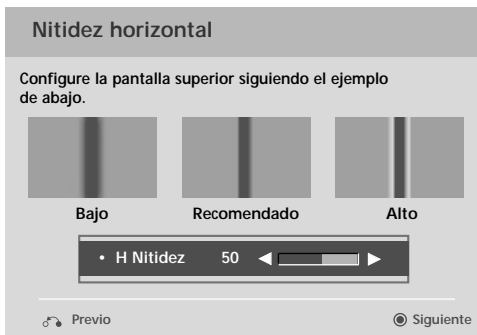 Nitidez horizontal
Configure la pantalla superior siguiendo el ejemplo
de abajo.
Bajo Recomendado Alto
• H Nitidez 50 ◀ ▶
Previo Siguiente